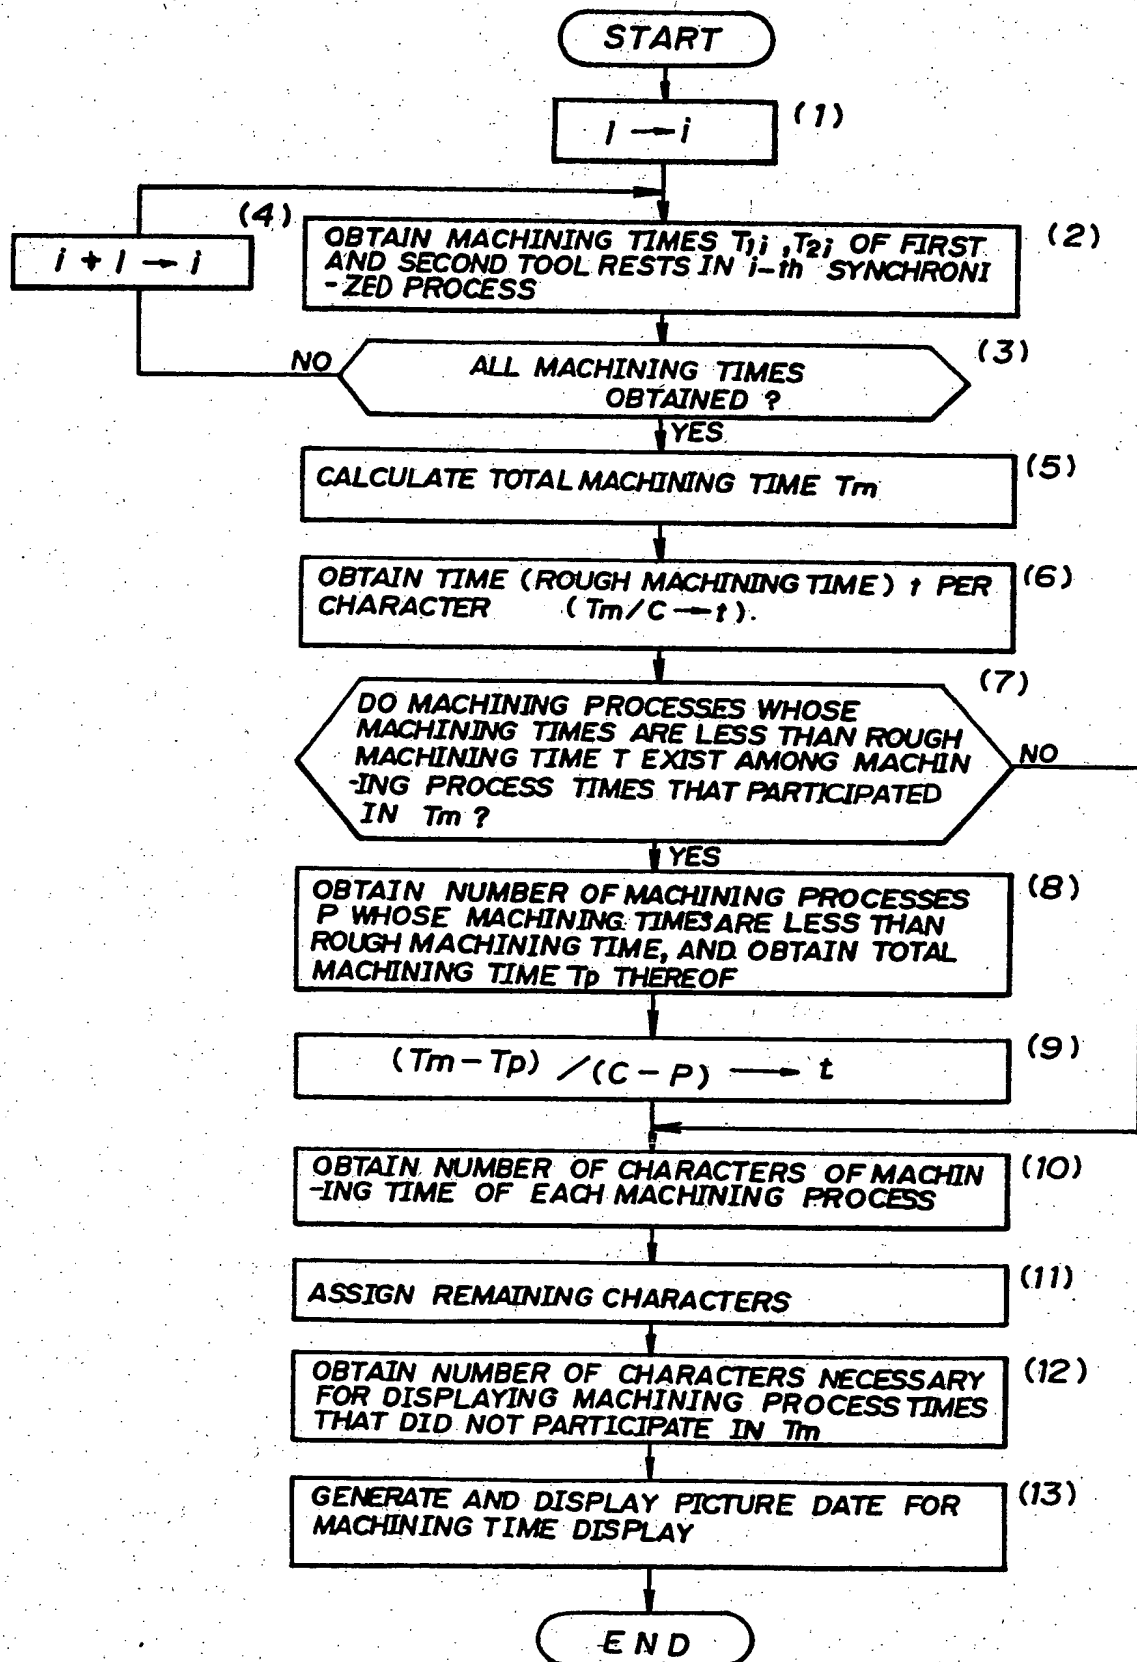 START
1 → i
(1)
(4)
i + 1 → i
OBTAIN MACHINING TIMES T1i ,T2i OF FIRST
AND SECOND TOOL RESTS IN i-th SYNCHRONI
-ZED PROCESS
(2)
NO
ALL MACHINING TIMES
OBTAINED ?
(3)
YES
CALCULATE TOTAL MACHINING TIME Tm
(5)
OBTAIN TIME (ROUGH MACHINING TIME) t PER
CHARACTER (Tm/C → t).
(6)
(7)
DO MACHINING PROCESSES WHOSE
MACHINING TIMES ARE LESS THAN ROUGH
MACHINING TIME T EXIST AMONG MACHIN
-ING PROCESS TIMES THAT PARTICIPATED
IN Tm ?
NO
YES
OBTAIN NUMBER OF MACHINING PROCESSES
P WHOSE MACHINING TIMES ARE LESS THAN
ROUGH MACHINING TIME, AND OBTAIN TOTAL
MACHINING TIME Tp THEREOF
(8)
(Tm - Tp) /(C - P) → t
(9)
OBTAIN NUMBER OF CHARACTERS OF MACHIN
-ING TIME OF EACH MACHINING PROCESS
(10)
ASSIGN REMAINING CHARACTERS
(11)
OBTAIN NUMBER OF CHARACTERS NECESSARY
FOR DISPLAYING MACHINING PROCESS TIMES
THAT DID NOT PARTICIPATE IN Tm
(12)
GENERATE AND DISPLAY PICTURE DATE FOR
MACHINING TIME DISPLAY
(13)
END